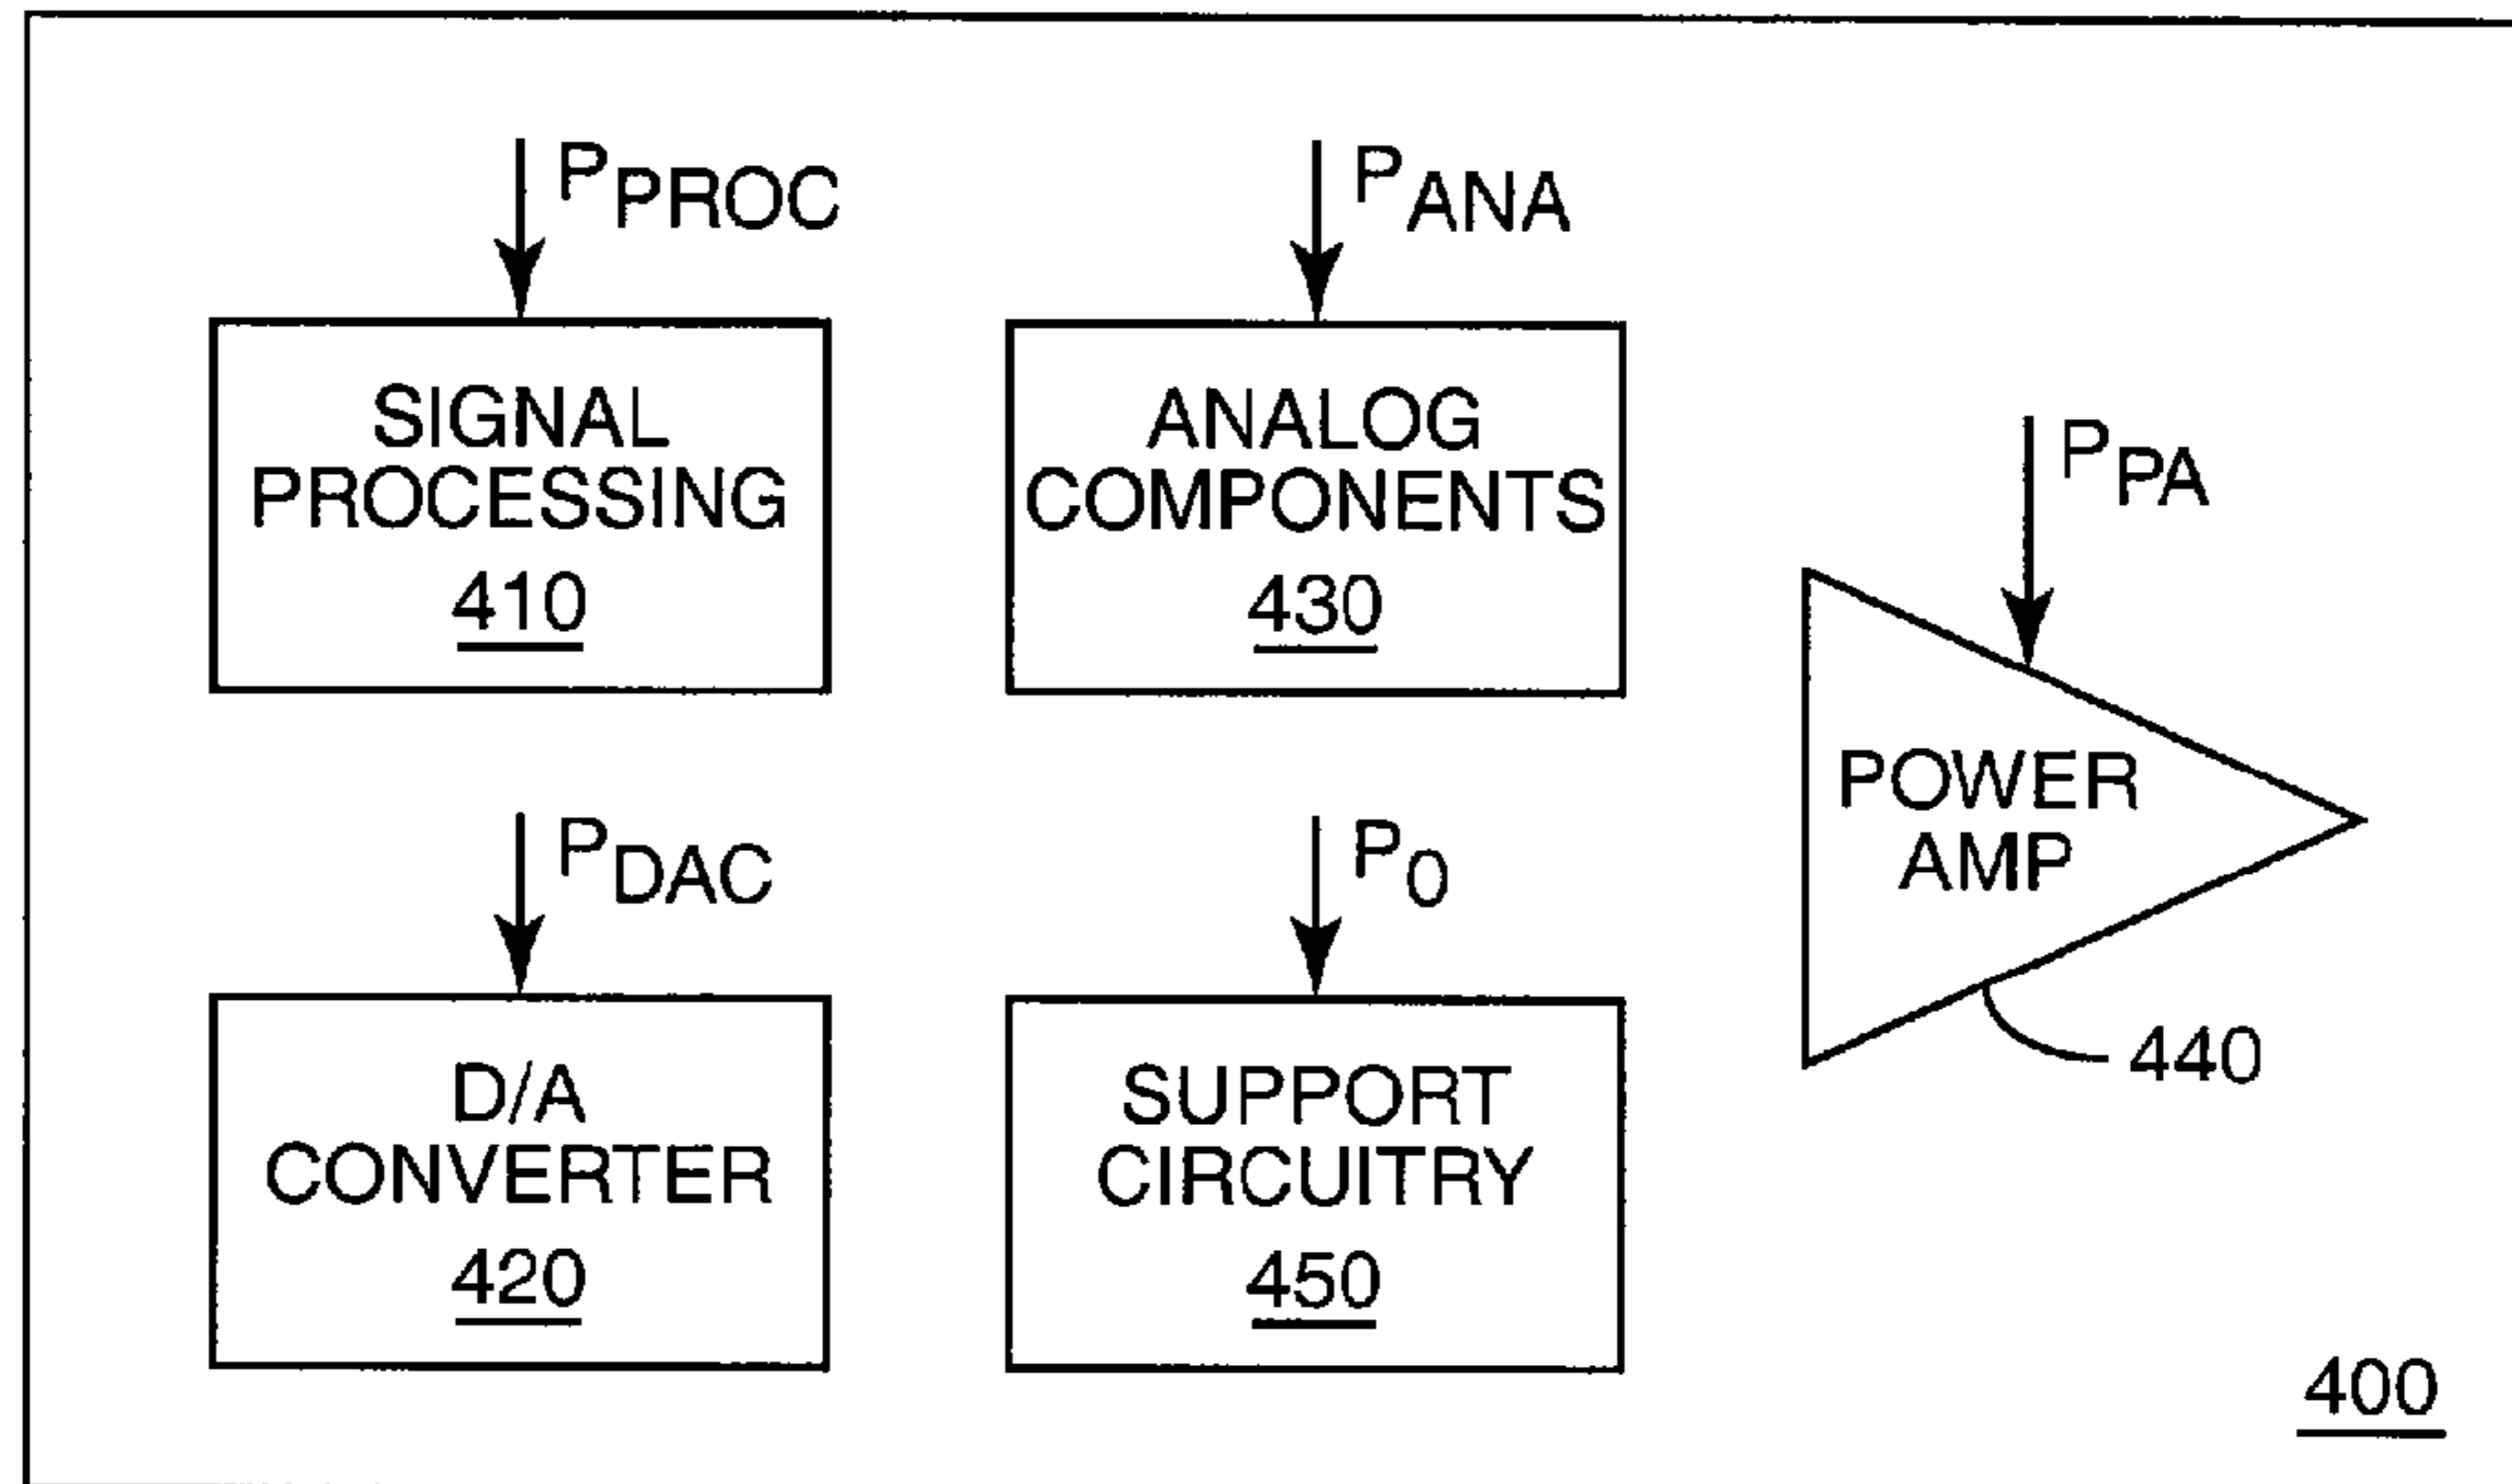 PPROC
SIGNAL
PROCESSING
410
PANA
ANALOG
COMPONENTS
430
PPA
POWER
AMP
440
PDAC
D/A
CONVERTER
420
PO
SUPPORT
CIRCUITRY
450
400